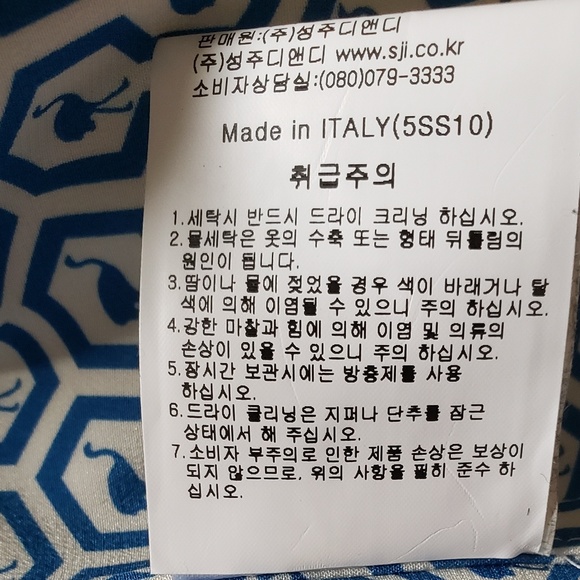 판매원:(주)성주디앤디
(주)성주디앤디 www.sji.co.kr
소비자상담실:(080)079-3333
Made in ITALY(5SS10)
취급주의
1.세탁시 반드시 드라이 크리닝 하십시오.
2.물세탁은 옷의 수축 또는 형태 뒤틀림의
원인이 됩니다.
3.땀이나 물에 젖었을 경우 색이 바래거나 탈
색에 의해 이염될 수 있으니 주의 하십시오.
4.강한 마찰과 힘에 의해 이염 및 의류의
손상이 있을 수 있으니 주의 하십시오.
5.장시간 보관시에는 방충제를 사용
하십시오.
6.드라이 클리닝은 지퍼나 단추를 잠근
상태에서 해 주십시오.
7.소비자 부주의로 인한 제품 손상은 보상이
되지 않으므로, 위의 사항을 필히 준수 하
십시오.